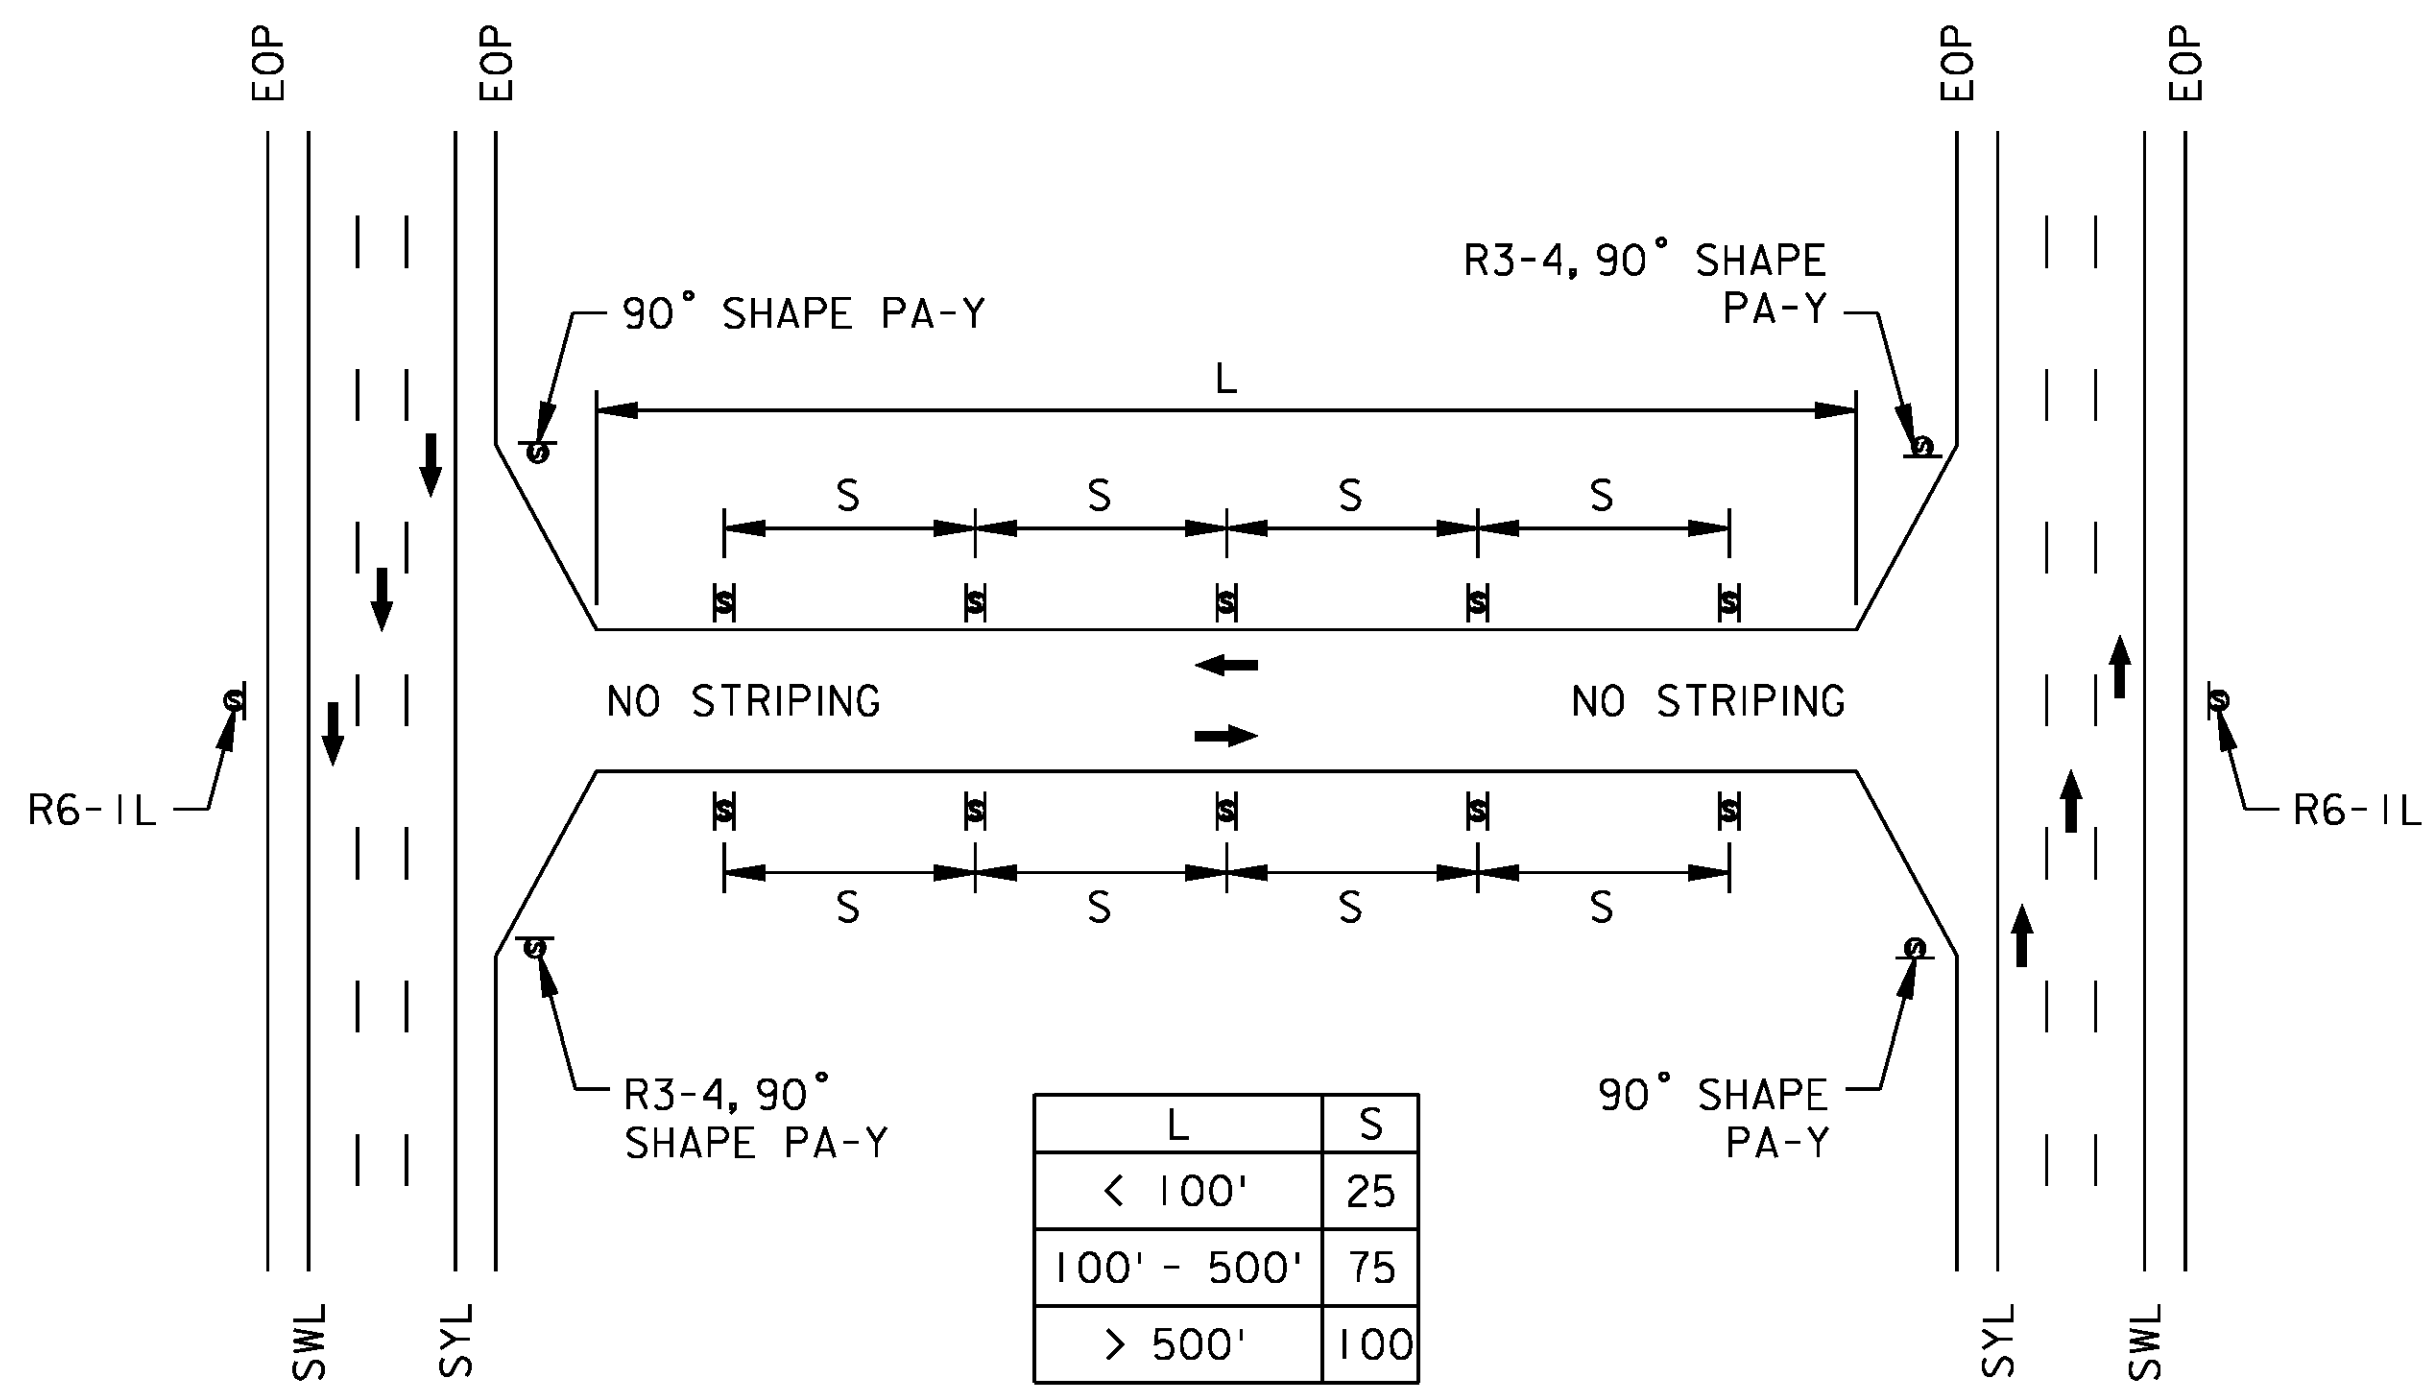 EOP
EOP
EOP
EOP
R3-4, 90° SHAPE
PA-Y
90° SHAPE PA-Y
L
S
S
S
S
S
S
S
S
S
S
S
S
NO STRIPING
NO STRIPING
S
S
R6-1L
R6-1L
S
S
S
S
S
S
S
S
S
S
S
R3-4, 90°
SHAPE PA-Y
90° SHAPE
PA-Y
L S
< 100' 25
100' - 500' 75
> 500' 100
SWL
SYL
SYL
SWL